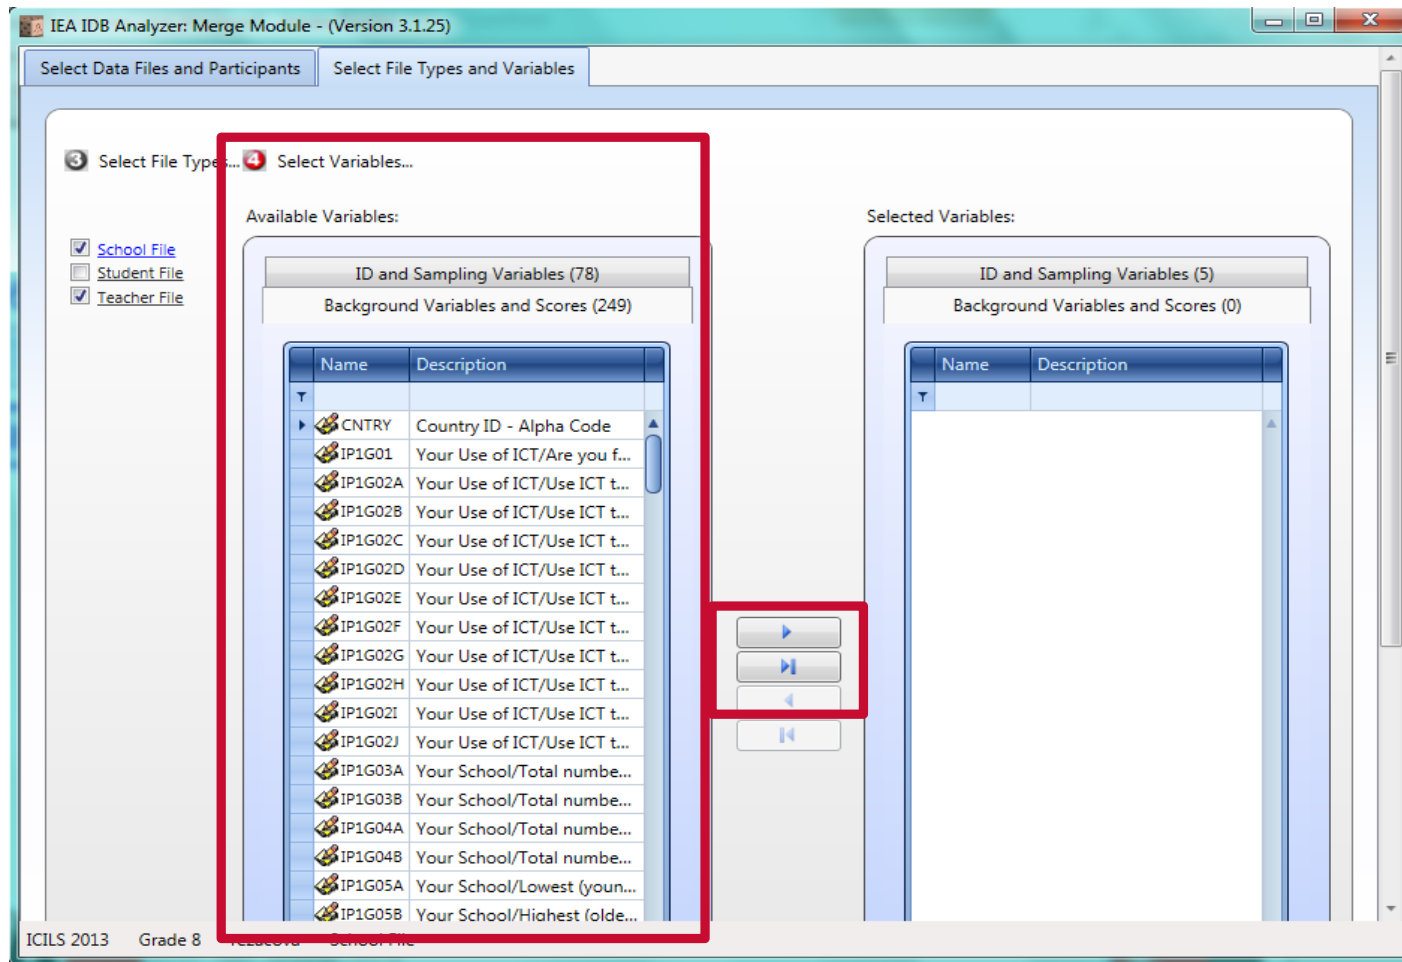 IEA IDB Analyzer: Merge Module - (Version 3.1.25)
Select Data Files and Participants
Select File Types and Variables
3 Select File Types...
4 Select Variables...
Available Variables:
Selected Variables:
School File
Student File
Teacher File
ID and Sampling Variables (78)
Background Variables and Scores (249)
ID and Sampling Variables (5)
Background Variables and Scores (0)
Name Description
Name Description
CNTRY Country ID - Alpha Code
IP1G01 Your Use of ICT/Are you f...
IP1G02A Your Use of ICT/Use ICT t...
IP1G02B Your Use of ICT/Use ICT t...
IP1G02C Your Use of ICT/Use ICT t...
IP1G02D Your Use of ICT/Use ICT t...
IP1G02E Your Use of ICT/Use ICT t...
IP1G02F Your Use of ICT/Use ICT t...
IP1G02G Your Use of ICT/Use ICT t...
IP1G02H Your Use of ICT/Use ICT t...
IP1G02I Your Use of ICT/Use ICT t...
IP1G02J Your Use of ICT/Use ICT t...
IP1G03A Your School/Total numbe...
IP1G03B Your School/Total numbe...
IP1G04A Your School/Total numbe...
IP1G04B Your School/Total numbe...
IP1G05A Your School/Lowest (youn...
IP1G05B Your School/Highest (olde...
ICILS 2013 Grade 8 School File